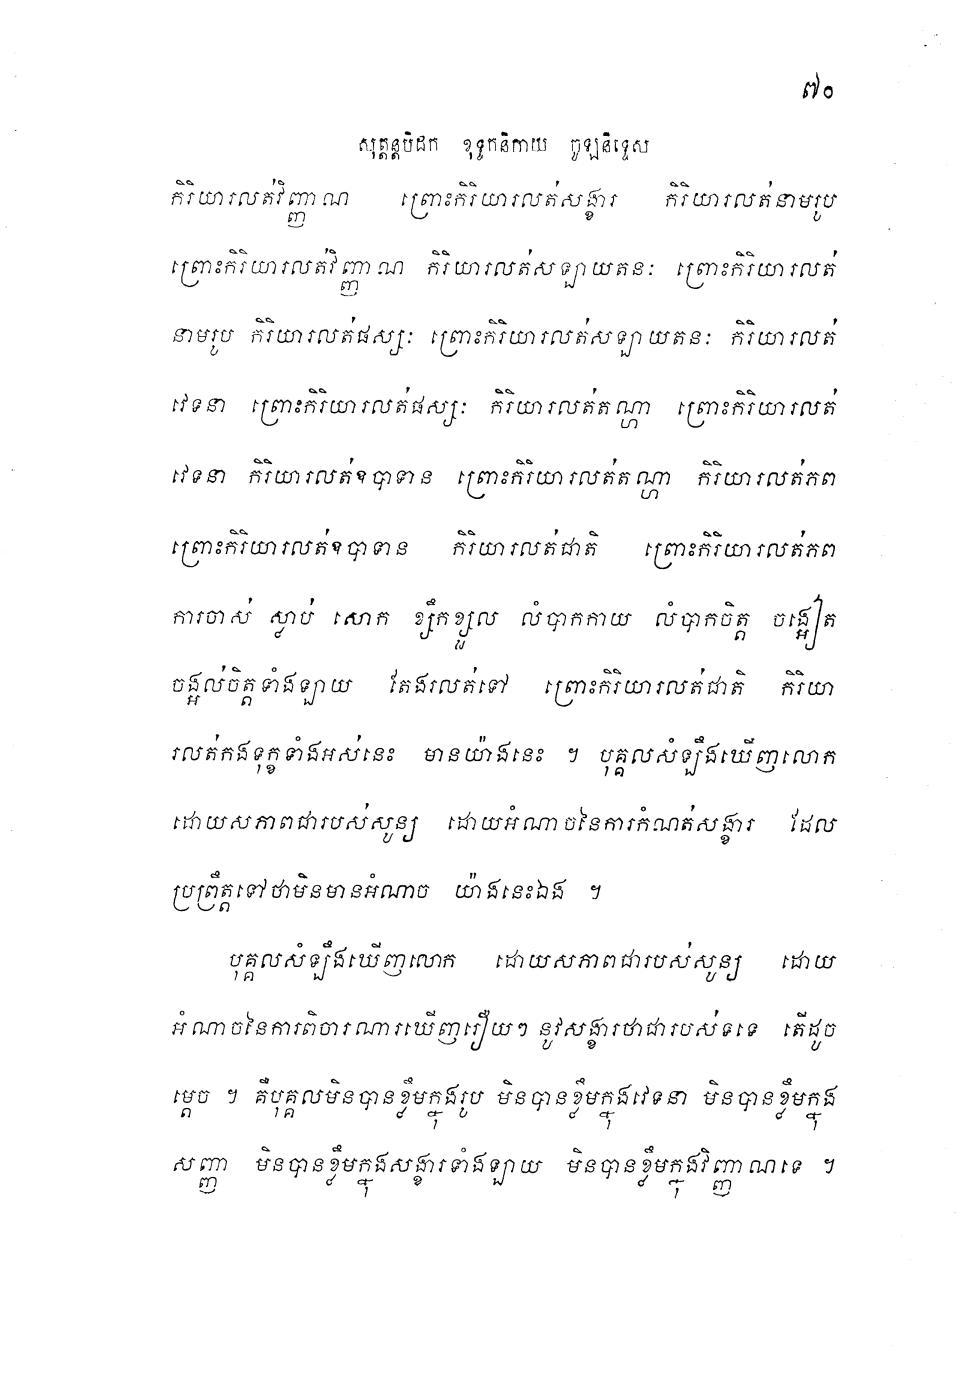 ៧០
សុត្តន្តបិដក ខុទ្ទកនិកាយ ចូឡនិទ្ទេស
កិរិយារលត់វិញ្ញាណ ព្រោះកិរិយារលត់សង្ខារ កិរិយារលត់នាមរូប
ព្រោះកិរិយារលត់វិញ្ញាណ កិរិយារលត់សឡាយតនៈ ព្រោះកិរិយារលត់
នាមរូប កិរិយារលត់ផស្សៈ ព្រោះកិរិយារលត់សឡាយតនៈ កិរិយារលត់
វេទនា ព្រោះកិរិយារលត់ផស្សៈ កិរិយារលត់តណ្ហា ព្រោះកិរិយារលត់
វេទនា កិរិយារលត់ឧបាទាន ព្រោះកិរិយារលត់តណ្ហា កិរិយារលត់ភព
ព្រោះកិរិយារលត់ឧបាទាន កិរិយារលត់ជាតិ ព្រោះកិរិយារលត់ភព
ការចាស់ ស្លាប់ សោក ខ្សឹកខ្សួល លំបាកកាយ លំបាកចិត្ត ចង្អៀត
ចង្អល់ចិត្តទាំងឡាយ តែងរលត់ទៅ ព្រោះកិរិយារលត់ជាតិ កិរិយា
រលត់កងទុក្ខទាំងអស់នេះ មានយ៉ាងនេះ ។ បុគ្គលសំឡឹងឃើញលោក
ដោយសភាពជារបស់សូន្យ ដោយអំណាចនៃការកំណត់សង្ខារ ដែល
ប្រព្រឹត្តទៅថាមិនមានអំណាច យ៉ាងនេះឯង ។
បុគ្គលសំឡឹងឃើញលោក ដោយសភាពជារបស់សូន្យ ដោយ
អំណាចនៃការពិចារណារឃើញរឿយៗ នូវសង្ខារថាជារបស់ទទេ តើដូច
ម្តេច ។ គឺបុគ្គលមិនបានខ្លឹមក្នុងរូប មិនបានខ្លឹមក្នុងវេទនា មិនបានខ្លឹមក្នុង
សញ្ញា មិនបានខ្លឹមក្នុងសង្ខារទាំងឡាយ មិនបានខ្លឹមក្នុងវិញ្ញាណទេ ។